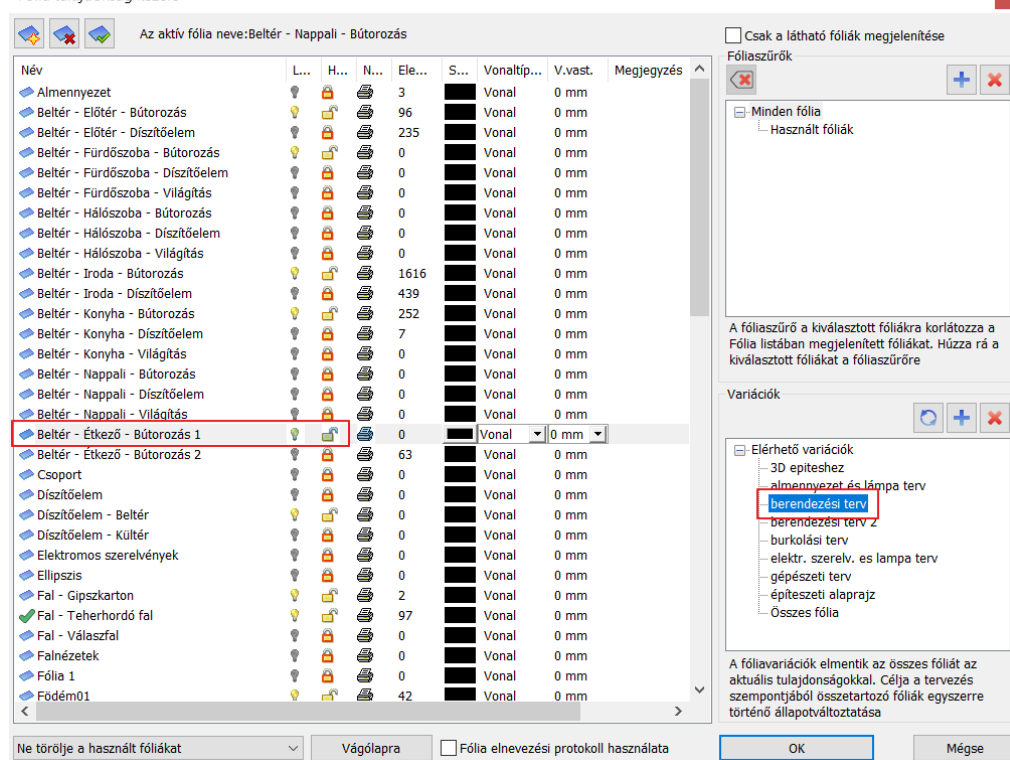 Az aktív fólia neve:Beltér - Nappali - Bútorozás
Név L... H... N... Ele... S... Vonaltíp... V.vast. Megjegyzés
Almennyezet 3 Vonal 0 mm
Beltér - Előtér - Bútorozás 96 Vonal 0 mm
Beltér - Előtér - Díszítőelem 235 Vonal 0 mm
Beltér - Fürdőszoba - Bútorozás 0 Vonal 0 mm
Beltér - Fürdőszoba - Díszítőelem 0 Vonal 0 mm
Beltér - Fürdőszoba - Világítás 0 Vonal 0 mm
Beltér - Hálószoba - Bútorozás 0 Vonal 0 mm
Beltér - Hálószoba - Díszítőelem 0 Vonal 0 mm
Beltér - Hálószoba - Világítás 0 Vonal 0 mm
Beltér - Iroda - Bútorozás 1616 Vonal 0 mm
Beltér - Iroda - Díszítőelem 439 Vonal 0 mm
Beltér - Konyha - Bútorozás 252 Vonal 0 mm
Beltér - Konyha - Díszítőelem 7 Vonal 0 mm
Beltér - Konyha - Világítás 0 Vonal 0 mm
Beltér - Nappali - Bútorozás 0 Vonal 0 mm
Beltér - Nappali - Díszítőelem 0 Vonal 0 mm
Beltér - Nappali - Világítás 0 Vonal 0 mm
Beltér - Étkező - Bútorozás 1 0 Vonal 0 mm
Beltér - Étkező - Bútorozás 2 63 Vonal 0 mm
Csoport 0 Vonal 0 mm
Díszítőelem 0 Vonal 0 mm
Díszítőelem - Beltér 0 Vonal 0 mm
Díszítőelem - Kültér 0 Vonal 0 mm
Elektromos szerelvények 0 Vonal 0 mm
Ellipszis 0 Vonal 0 mm
Fal - Gipszkarton 2 Vonal 0 mm
Fal - Teherhordó fal 97 Vonal 0 mm
Fal - Válaszfal 0 Vonal 0 mm
Falnézetek 0 Vonal 0 mm
Fólia 1 0 Vonal 0 mm
Födém01 42 Vonal 0 mm
Ne törölje a használt fóliákat
Vágólapra
Fólia elnevezési protokoll használata
Csak a látható fóliák megjelenítése
Fóliaszűrők
Minden fólia
Használt fóliák
A fóliaszűrő a kiválasztott fóliákra korlátozza a
Fólia listában megjelenített fóliákat. Húzza rá a
kiválasztott fóliákat a fóliaszűrőre
Variációk
Elérhető variációk
3D epiteshez
almennyezet és lámpa terv
berendezési terv
berendezési terv 2
burkolási terv
elektr. szerelv. es lampa terv
gépészeti terv
építeszeti alaprajz
Összes fólia
A fóliavariációk elmentik az összes fóliát az
aktuális tulajdonságokkal. Célja a tervezés
szempontjából összetartozó fóliák egyszerre
történő állapotváltoztatása
OK
Mégse